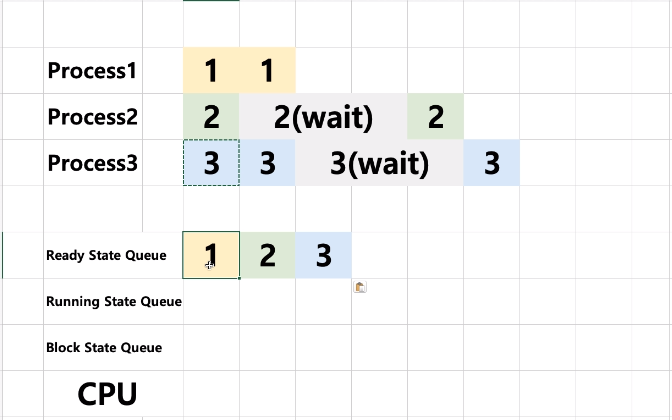 Process1 1 1
Process2 2 2(wait) 2
Process3 3 3 3(wait) 3
Ready State Queue 1 2 3
Running State Queue
Block State Queue
CPU